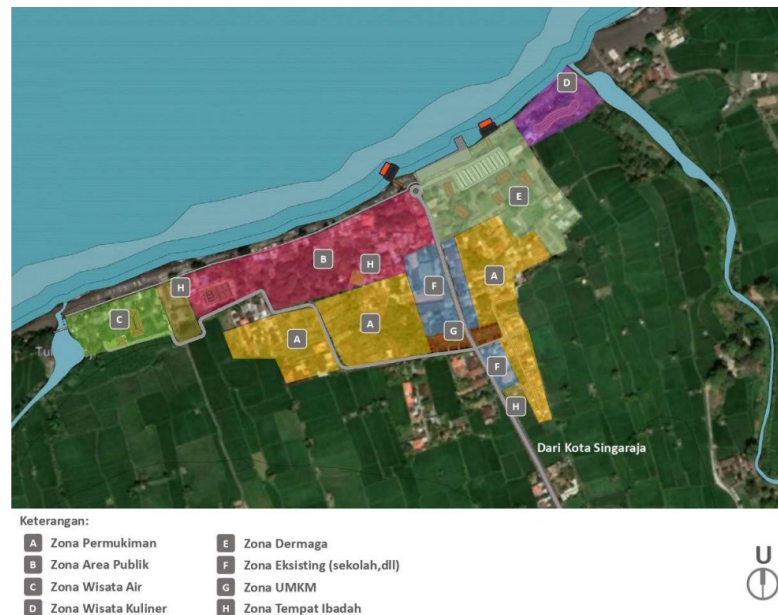 D
E
B
H
A
H
F
C
A
A
G
F
H
Dari Kota Singaraja
Keterangan:
A Zona Permukiman
B Zona Area Publik
C Zona Wisata Air
D Zona Wisata Kuliner
E Zona Dermaga
F Zona Eksisting (sekolah,dll)
G Zona UMKM
H Zona Tempat Ibadah
U